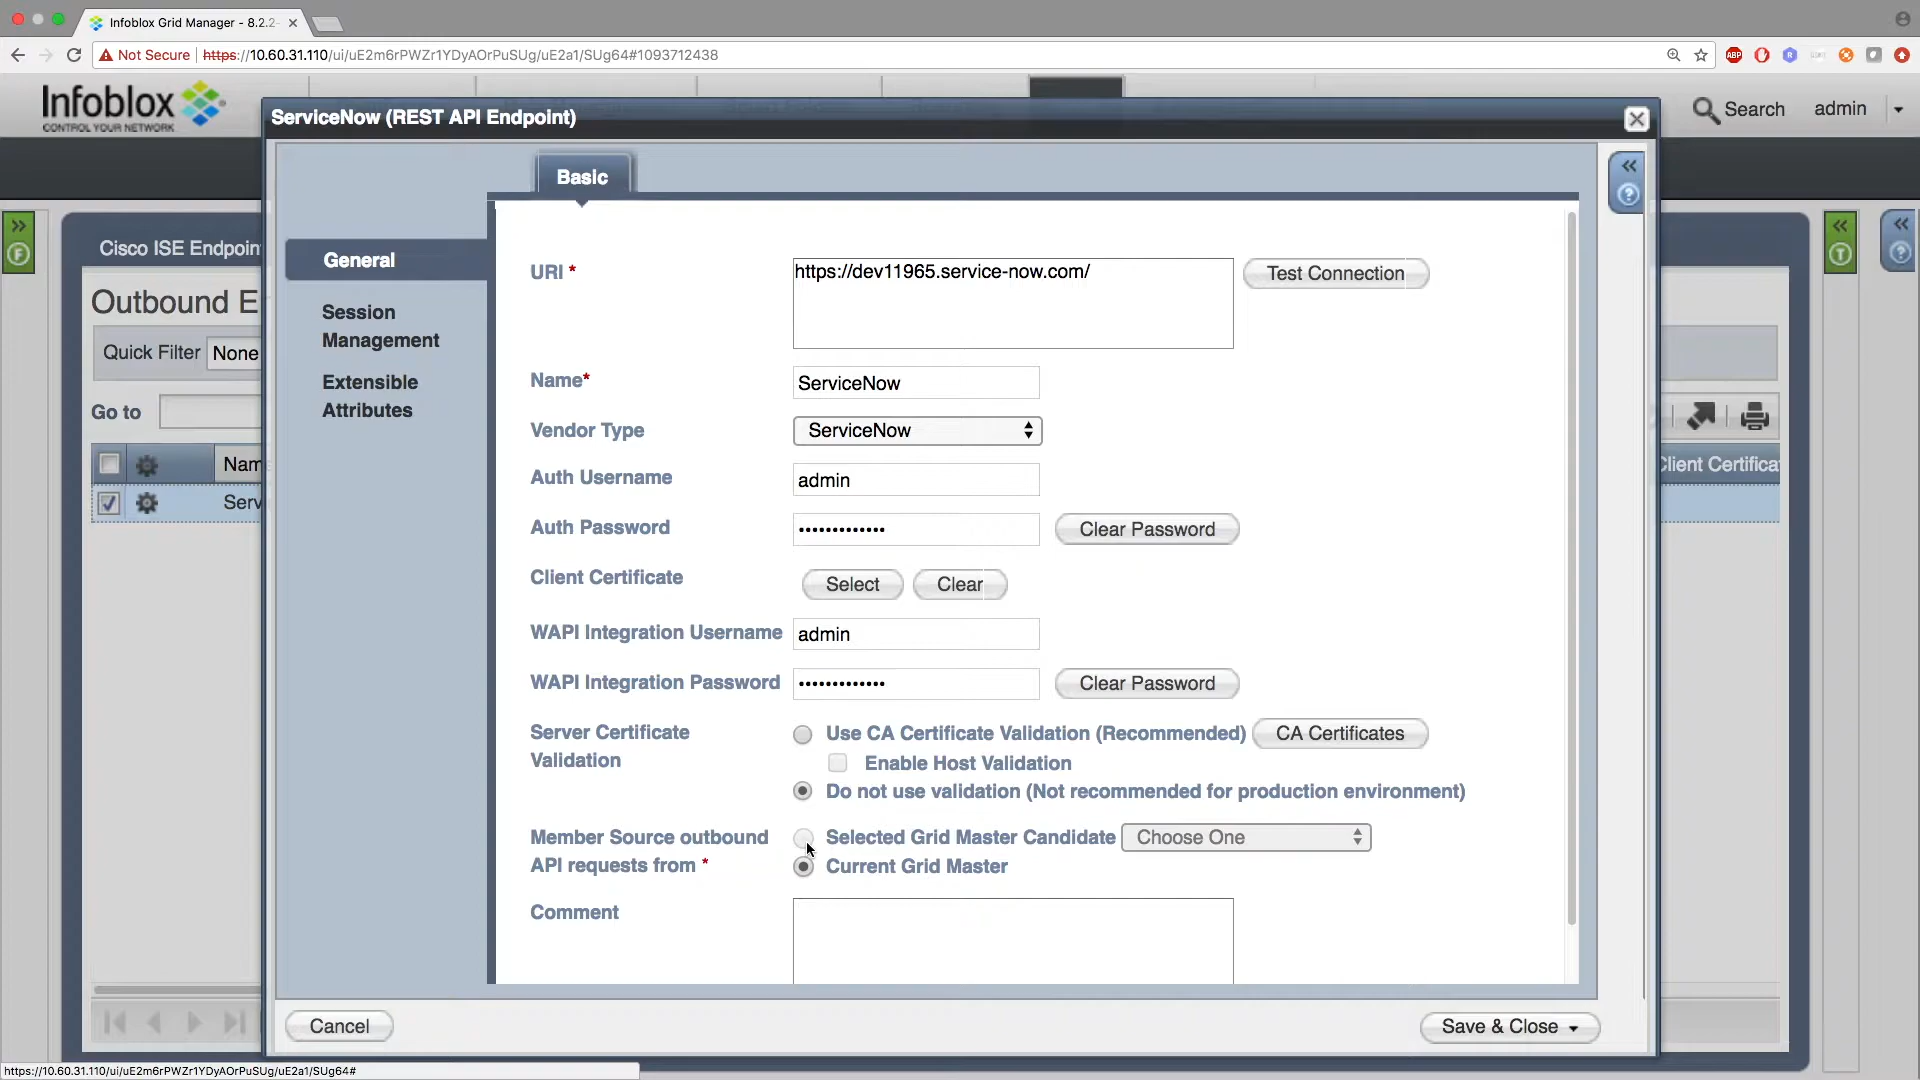 Infoblox Grid Manager - 8.2.2-
Not Secure https://10.60.31.110/ui/uE2m6rPWZr1YDyAOrPuSUg/uE2a1/SUg64#1093712438
ABP
Infoblox
CONTROL YOUR NETWORK
Search
admin
ServiceNow (REST API Endpoint)
Basic
Cisco ISE Endpoin
Outbound E
Quick Filter None
Go to
Nam
Serv
Client Certifica
F
T
General
Session
Management
Extensible
Attributes
URI *
https://dev11965.service-now.com/
Test Connection
Name*
ServiceNow
Vendor Type
ServiceNow
Auth Username
admin
Auth Password
•••••••••••••
Clear Password
Client Certificate
Select
Clear
WAPI Integration Username
admin
WAPI Integration Password
•••••••••••••
Clear Password
Server Certificate
Validation
Use CA Certificate Validation (Recommended)
CA Certificates
Enable Host Validation
Do not use validation (Not recommended for production environment)
Member Source outbound
API requests from *
Selected Grid Master Candidate
Choose One
Current Grid Master
Comment
Cancel
Save & Close
https://10.60.31.110/ui/uE2m6rPWZr1YDyAOrPuSUg/uE2a1/SUg64#